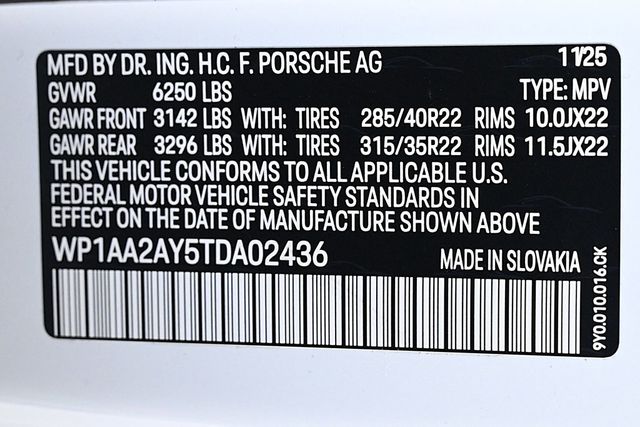 MFD BY DR. ING. H.C. F. PORSCHE AG 11/25
GVWR 6250 LBS TYPE: MPV
GAWR FRONT 3142 LBS WITH: TIRES 285/40R22 RIMS 10.0JX22
GAWR REAR 3296 LBS WITH: TIRES 315/35R22 RIMS 11.5JX22
THIS VEHICLE CONFORMS TO ALL APPLICABLE U.S.
FEDERAL MOTOR VEHICLE SAFETY STANDARDS IN
EFFECT ON THE DATE OF MANUFACTURE SHOWN ABOVE
WP1AA2AY5TDA02436 MADE IN SLOVAKIA
9Y0.010.016.CK